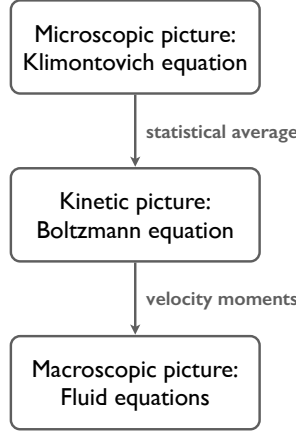 Microscopic picture:
Klimontovich equation
statistical average
Kinetic picture:
Boltzmann equation
velocity moments
Macroscopic picture:
Fluid equations